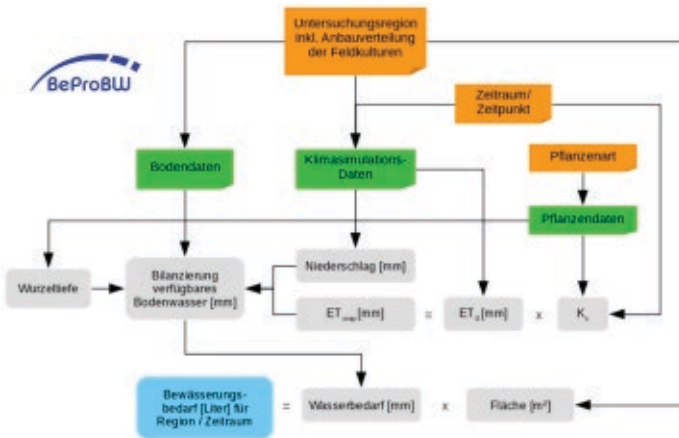 Untersuchungsregion
inkl. Anbauverteilung
der Feldkulturen
BeProBW
Zeitraum/
Zeitpunkt
Bodendaten
Klimasimulations-
Daten
Pflanzenart
Pflanzendaten
Wurzeltiefe
Bilanzierung
verfügbares
Bodenwasser [mm]
Niederschlag [mm]
ET [mm]
=
ET₀ [mm]
x
K
Bewässerungs-
bedarf [Liter] für
Region / Zeitraum
=
Wasserbedarf [mm]
x
Fläche [m²]